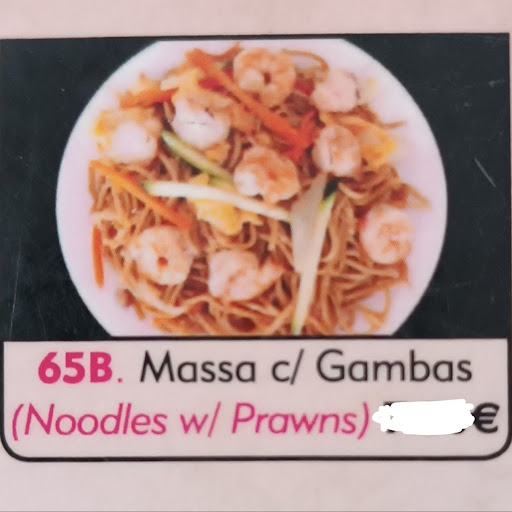 65B. Massa c/ Gambas
(Noodles w/ Prawns) €